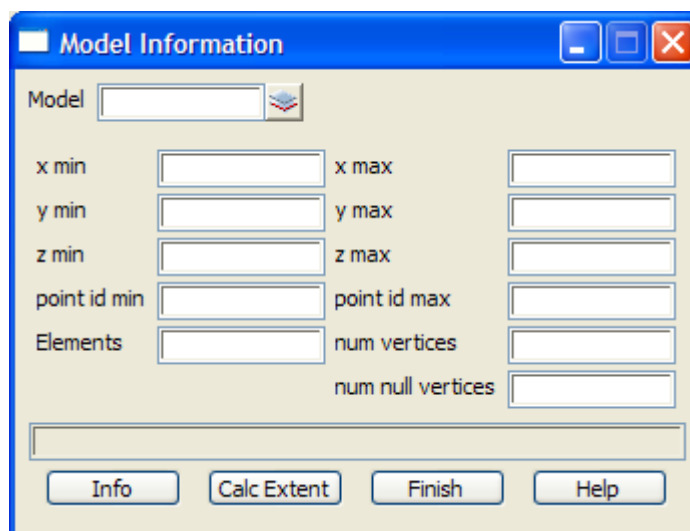 Model Information
Model
x min x max
y min y max
z min z max
point id min point id max
Elements num vertices
num null vertices
Info Calc Extent Finish Help